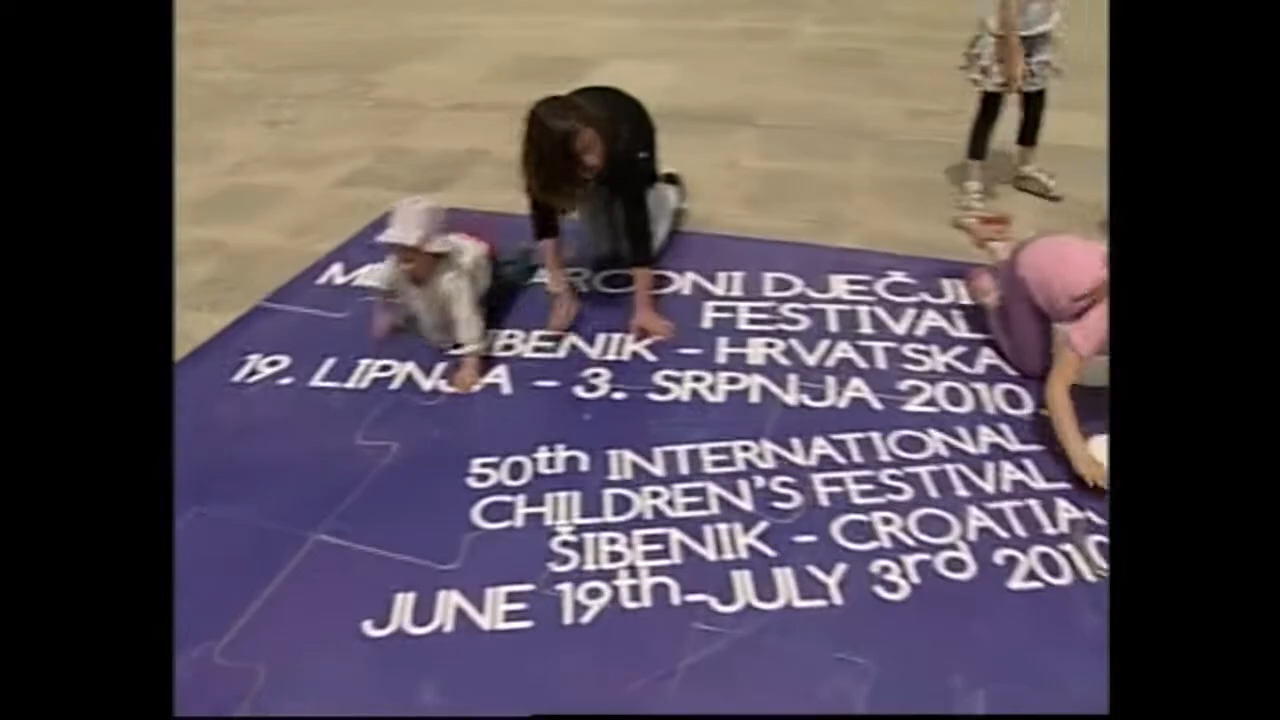 DJEČJI
FESTIVAL
ŠIBENIK - HRVATSKA
19. LIPNJA - 3. SRPNJA 2010
50th INTERNATIONAL
CHILDREN'S FESTIVAL
ŠIBENIK - CROATIA
JUNE 19th-JULY 3rd 2010